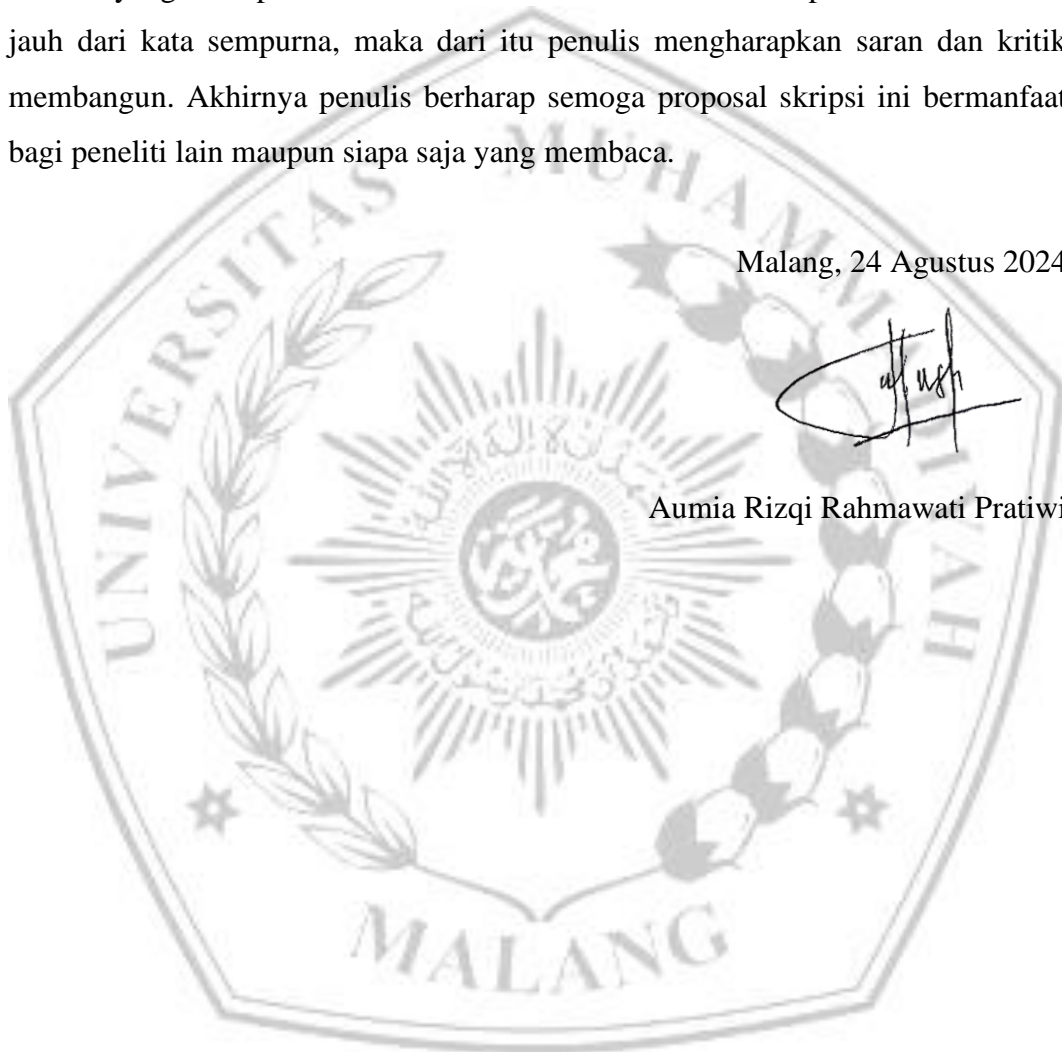 jauh dari kata sempurna, maka dari itu penulis mengharapkan saran dan kritik
membangun. Akhirnya penulis berharap semoga proposal skripsi ini bermanfaat
bagi peneliti lain maupun siapa saja yang membaca.
Malang, 24 Agustus 2024
Aumia Rizqi Rahmawati Pratiwi
UNIVERSITAS MUHAMMADIYAH
MALANG